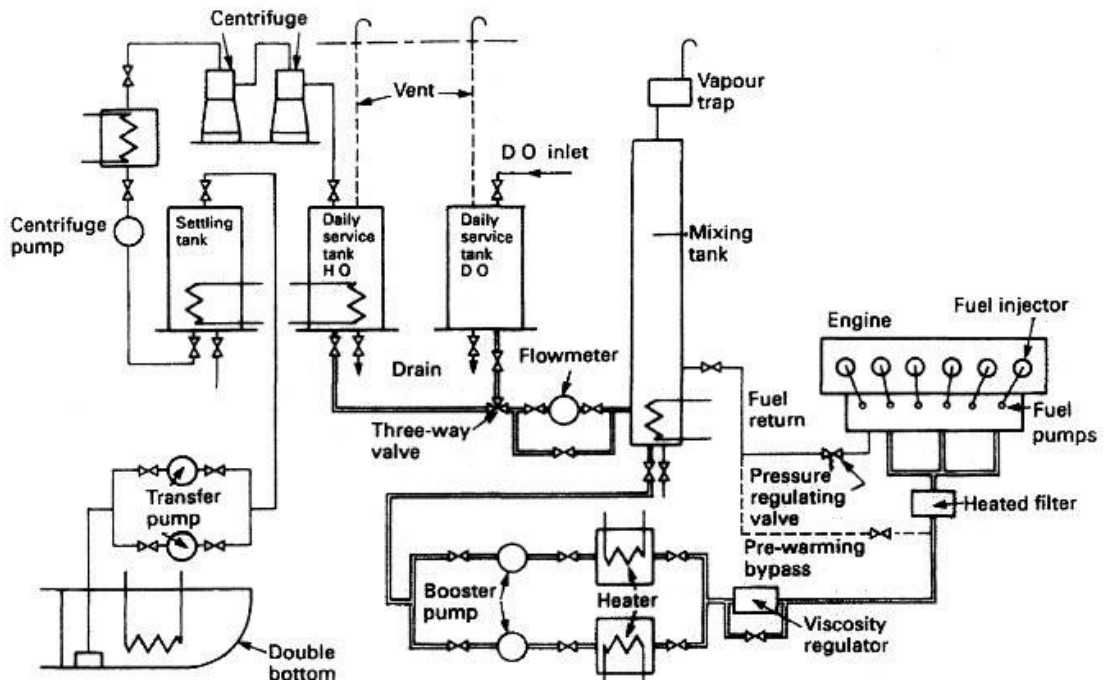 Centrifuge
Vent
Vapour
trap
D O inlet
Centrifuge
pump
Settling
tank
Daily
service
tank
H O
Daily
service
tank
D O
Mixing
tank
Engine
Fuel injector
Drain
Flowmeter
Fuel
return
Fuel
pumps
Three-way
valve
Transfer
pump
Pressure
regulating
valve
Heated filter
Pre-warming
bypass
Booster
pump
Heater
Viscosity
regulator
Double
bottom